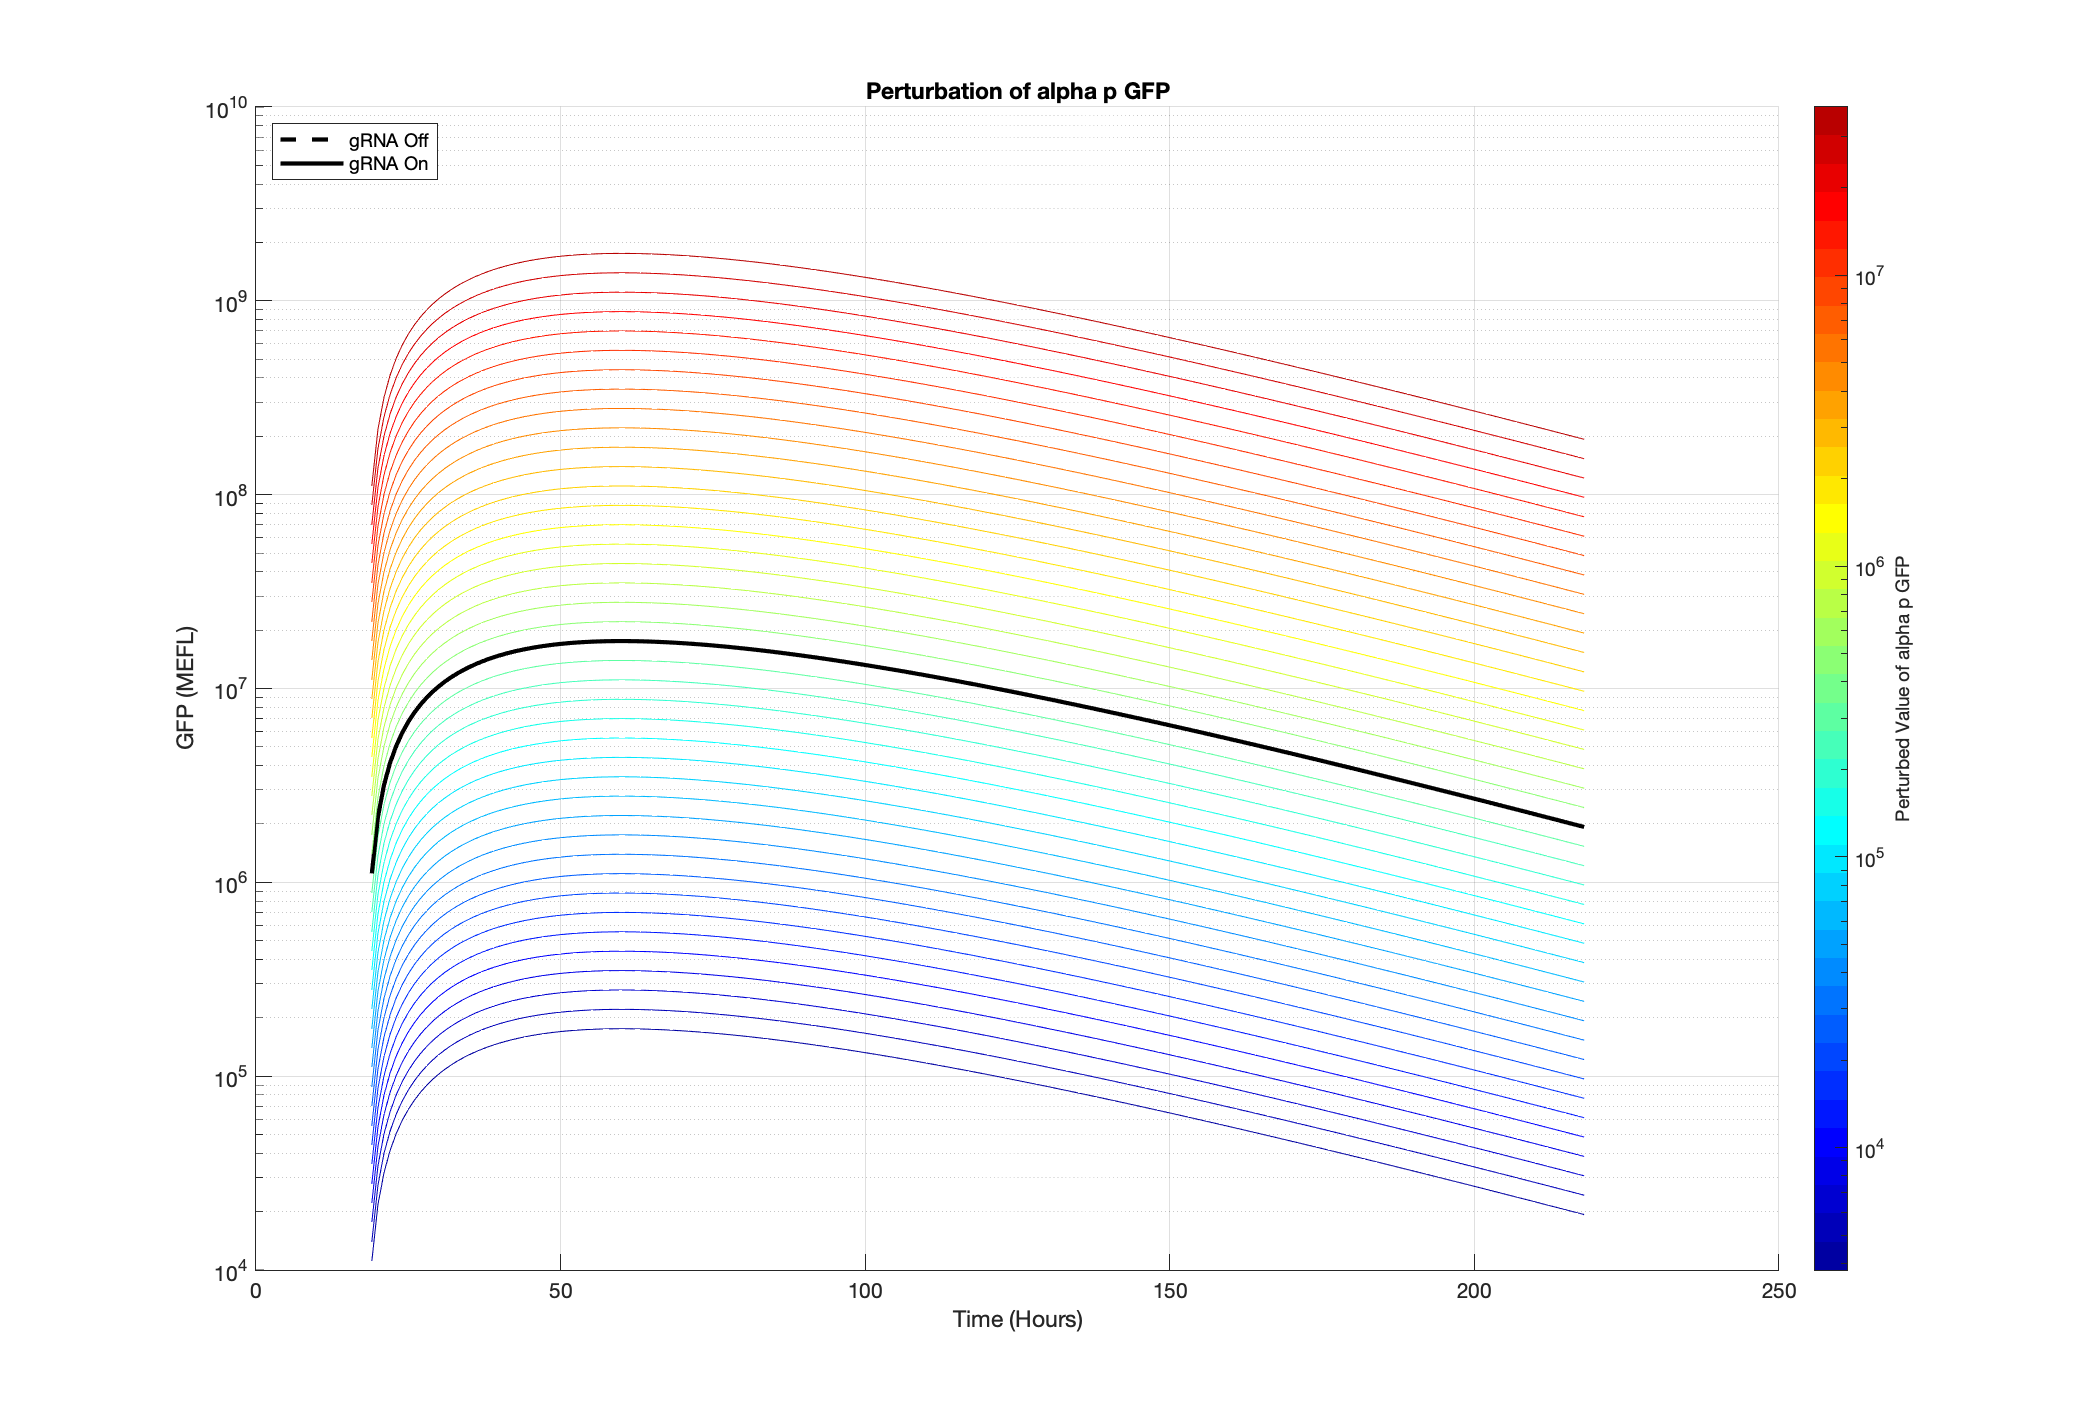 Perturbation of alpha p GFP
gRNA Off
gRNA On
10^10
10^9
10^8
10^7
10^6
10^5
10^4
GFP (MEFL)
0 50 100 150 200 250
Time (Hours)
10^7
10^6
10^5
10^4
Perturbed Value of alpha p GFP